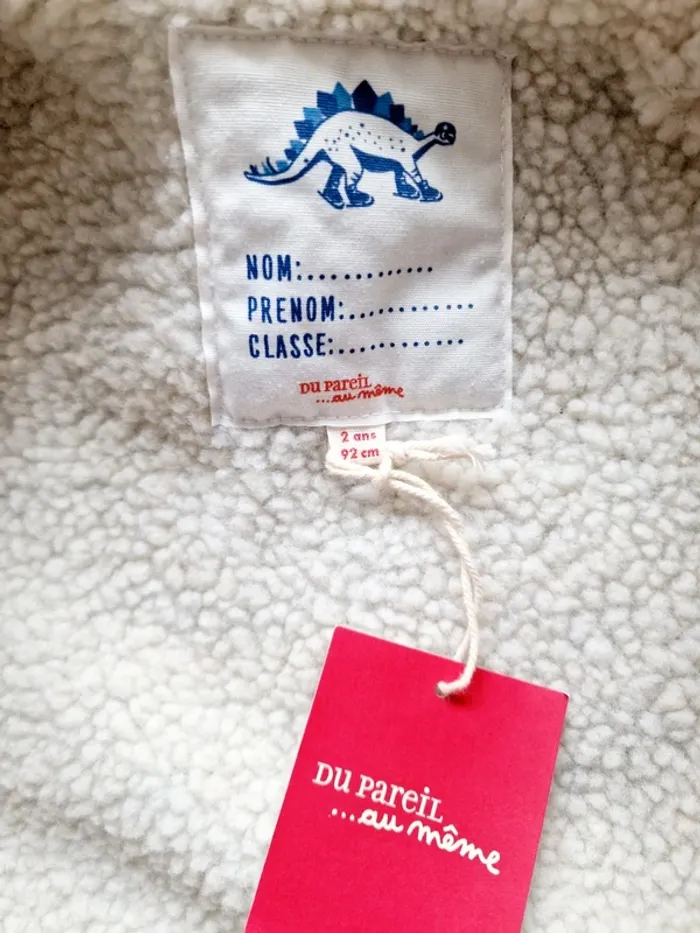 NOM:.............
PRENOM:............
CLASSE:............
DU PAREIL
...au même
2 ans
92 cm
DU PAREIL
...au même